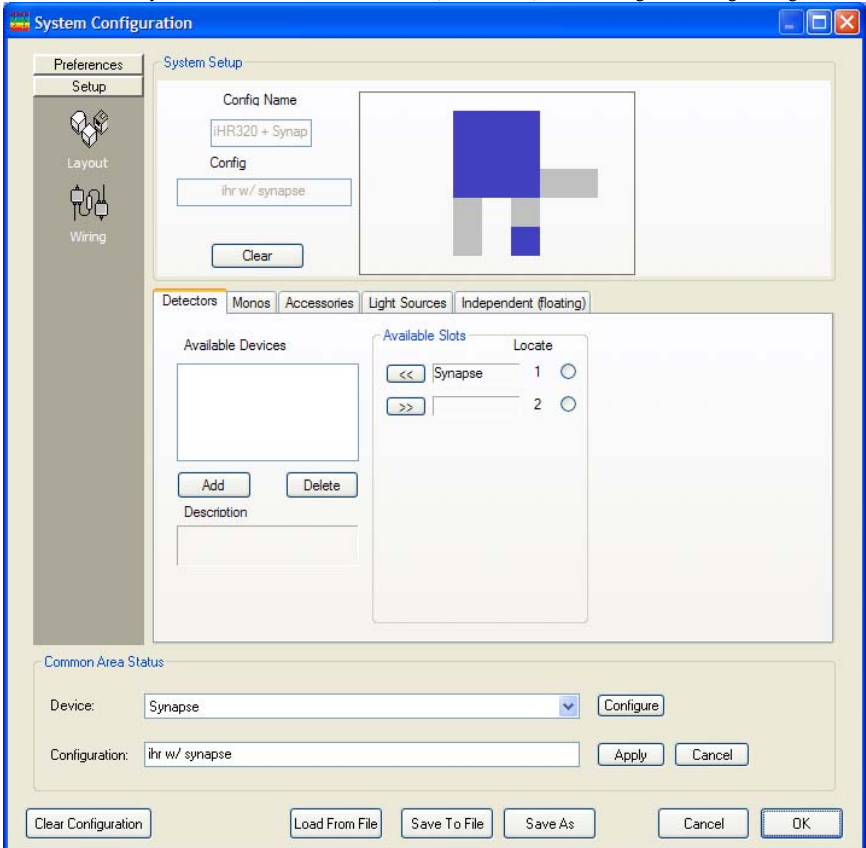 System Configuration
Preferences
Setup
Layout
Wiring
System Setup
Config Name
iHR320 + Synap
Config
ihr w/ synapse
Clear
Detectors Monos Accessories Light Sources Independent (floating)
Available Devices
Add Delete
Description
Available Slots
Locate
<< Synapse 1
>> 2
Common Area Status
Device: Synapse Configure
Configuration: ihr w/ synapse Apply Cancel
Clear Configuration Load From File Save To File Save As Cancel OK